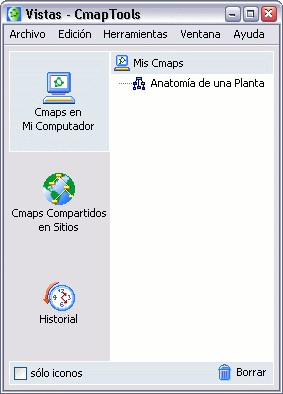 Vistas - CmapTools
Archivo Edición Herramientas Ventana Ayuda
Cmaps en
Mi Computador
Cmaps Compartidos
en Sitios
Historial
Mis Cmaps
Anatomía de una Planta
sólo iconos
Borrar